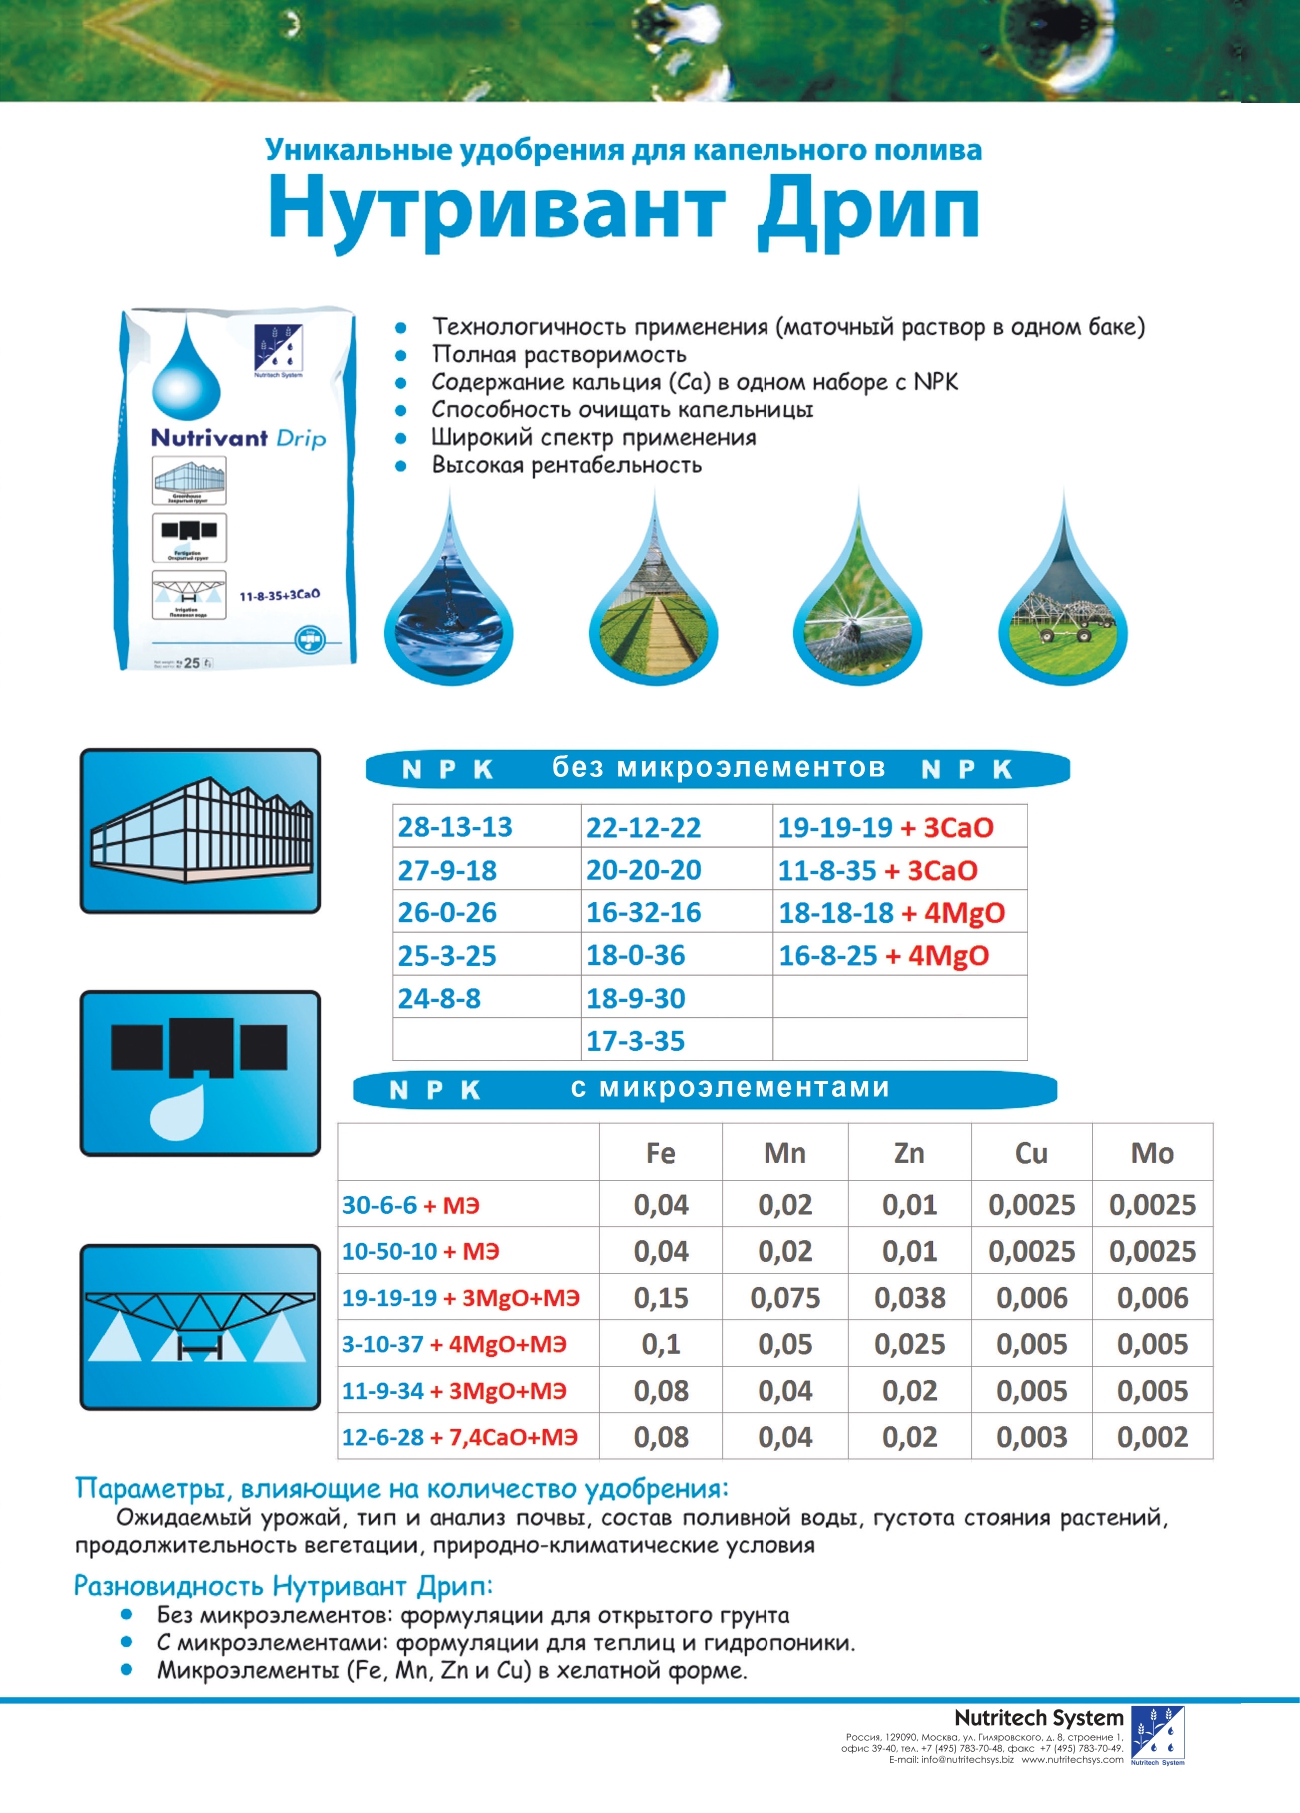 Уникальные удобрения для капельного полива
Нутривант Дрип
Nutritech System
Nutrivant Drip
Greenhouse
Закрытый грунт
Fertigation
Открытый грунт
Irrigation
Поливная вода
11-8-35+3CaO
25
• Технологичность применения (маточный раствор в одном баке)
• Полная растворимость
• Содержание кальция (Са) в одном наборе с NPK
• Способность очищать капельницы
• Широкий спектр применения
• Высокая рентабельность
N P K без микроэлементов N P K
28-13-13 22-12-22 19-19-19 + 3CaO
27-9-18 20-20-20 11-8-35 + 3CaO
26-0-26 16-32-16 18-18-18 + 4MgO
25-3-25 18-0-36 16-8-25 + 4MgO
24-8-8 18-9-30
17-3-35
N P K с микроэлементами
Fe Mn Zn Cu Mo
30-6-6 + МЭ 0,04 0,02 0,01 0,0025 0,0025
10-50-10 + МЭ 0,04 0,02 0,01 0,0025 0,0025
19-19-19 + 3MgO+МЭ 0,15 0,075 0,038 0,006 0,006
3-10-37 + 4MgO+МЭ 0,1 0,05 0,025 0,005 0,005
11-9-34 + 3MgO+МЭ 0,08 0,04 0,02 0,005 0,005
12-6-28 + 7,4CaO+МЭ 0,08 0,04 0,02 0,003 0,002
Параметры, влияющие на количество удобрения:
Ожидаемый урожай, тип и анализ почвы, состав поливной воды, густота стояния растений,
продолжительность вегетации, природно-климатические условия
Разновидность Нутривант Дрип:
• Без микроэлементов: формуляции для открытого грунта
• С микроэлементами: формуляции для теплиц и гидропоники.
• Микроэлементы (Fe, Mn, Zn и Cu) в хелатной форме.
Nutritech System
Россия, 129090, Москва, ул. Гиляровского, д. 8, строение 1,
офис 39-40, тел. +7 (495) 783-70-48, факс +7 (495) 783-70-49.
E-mail: info@nutritechsys.biz www.nutritechsys.com
Nutritech System